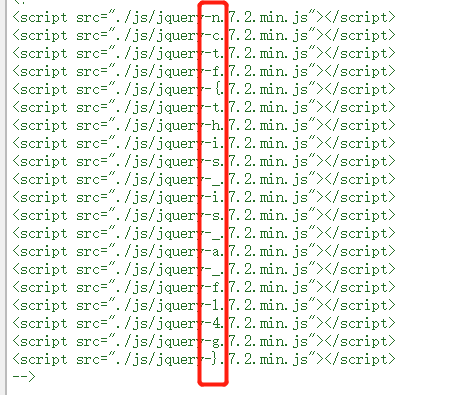 <script src="./js/jquery-n.7.2.min.js"></script>
<script src="./js/jquery-c.7.2.min.js"></script>
<script src="./js/jquery-t.7.2.min.js"></script>
<script src="./js/jquery-f.7.2.min.js"></script>
<script src="./js/jquery-{.7.2.min.js"></script>
<script src="./js/jquery-t.7.2.min.js"></script>
<script src="./js/jquery-h.7.2.min.js"></script>
<script src="./js/jquery-i.7.2.min.js"></script>
<script src="./js/jquery-s.7.2.min.js"></script>
<script src="./js/jquery-_.7.2.min.js"></script>
<script src="./js/jquery-i.7.2.min.js"></script>
<script src="./js/jquery-s.7.2.min.js"></script>
<script src="./js/jquery-_.7.2.min.js"></script>
<script src="./js/jquery-a.7.2.min.js"></script>
<script src="./js/jquery-_.7.2.min.js"></script>
<script src="./js/jquery-f.7.2.min.js"></script>
<script src="./js/jquery-l.7.2.min.js"></script>
<script src="./js/jquery-4.7.2.min.js"></script>
<script src="./js/jquery-g.7.2.min.js"></script>
<script src="./js/jquery-}.7.2.min.js"></script>
-->